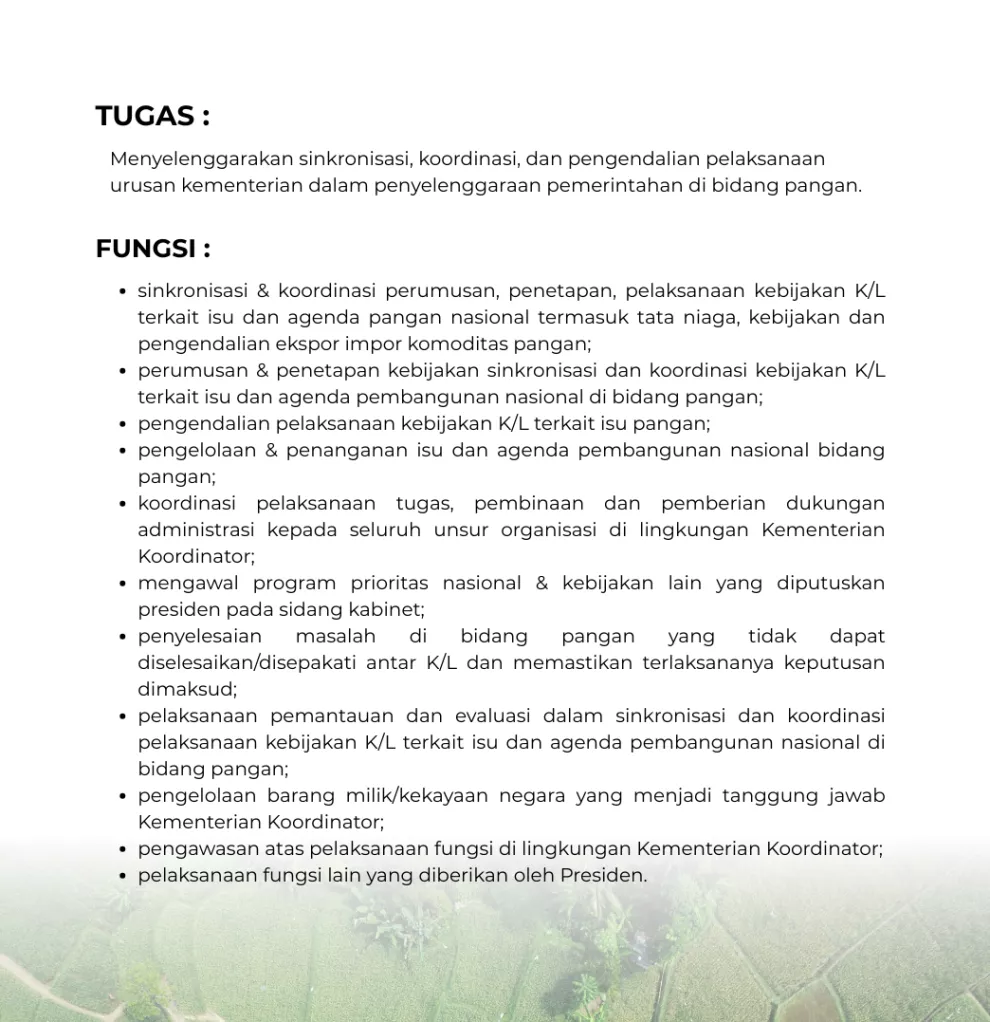 TUGAS :
Menyelenggarakan sinkronisasi, koordinasi, dan pengendalian pelaksanaan
urusan kementerian dalam penyelenggaraan pemerintahan di bidang pangan.
FUNGSI :
• sinkronisasi & koordinasi perumusan, penetapan, pelaksanaan kebijakan K/L
terkait isu dan agenda pangan nasional termasuk tata niaga, kebijakan dan
pengendalian ekspor impor komoditas pangan;
• perumusan & penetapan kebijakan sinkronisasi dan koordinasi kebijakan K/L
terkait isu dan agenda pembangunan nasional di bidang pangan;
• pengendalian pelaksanaan kebijakan K/L terkait isu pangan;
• pengelolaan & penanganan isu dan agenda pembangunan nasional bidang
pangan;
• koordinasi pelaksanaan tugas, pembinaan dan pemberian dukungan
administrasi kepada seluruh unsur organisasi di lingkungan Kementerian
Koordinator;
• mengawal program prioritas nasional & kebijakan lain yang diputuskan
presiden pada sidang kabinet;
• penyelesaian masalah di bidang pangan yang tidak dapat
diselesaikan/disepakati antar K/L dan memastikan terlaksananya keputusan
dimaksud;
• pelaksanaan pemantauan dan evaluasi dalam sinkronisasi dan koordinasi
pelaksanaan kebijakan K/L terkait isu dan agenda pembangunan nasional di
bidang pangan;
• pengelolaan barang milik/kekayaan negara yang menjadi tanggung jawab
Kementerian Koordinator;
• pengawasan atas pelaksanaan fungsi di lingkungan Kementerian Koordinator;
• pelaksanaan fungsi lain yang diberikan oleh Presiden.